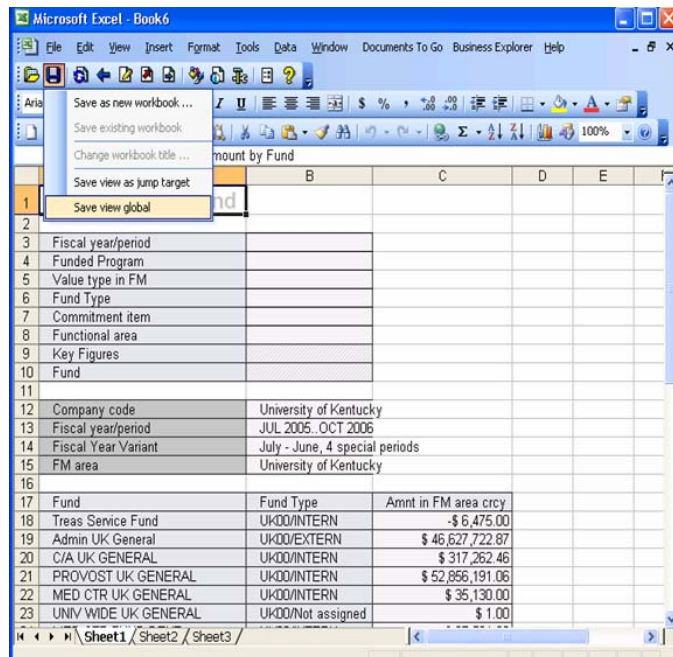 Microsoft Excel - Book6
File Edit View Insert Format Tools Data Window Documents To Go Business Explorer Help
Save as new workbook ...
Save existing workbook
Change workbook title ...
Save view as jump target
Save view global
Aria
I U $ % ,
Σ 100%
mount by Fund
B C D E F
1 nd
2
3 Fiscal year/period
4 Funded Program
5 Value type in FM
6 Fund Type
7 Commitment item
8 Functional area
9 Key Figures
10 Fund
11
12 Company code University of Kentucky
13 Fiscal year/period JUL 2005..OCT 2006
14 Fiscal Year Variant July - June, 4 special periods
15 FM area University of Kentucky
16
17 Fund Fund Type Amnt in FM area crcy
18 Treas Service Fund UK00/INTERN -$ 6,475.00
19 Admin UK General UK00/EXTERN $ 46,627,722.87
20 C/A UK GENERAL UK00/INTERN $ 317,262.46
21 PROVOST UK GENERAL UK00/INTERN $ 52,856,191.06
22 MED CTR UK GENERAL UK00/INTERN $ 35,130.00
23 UNIV WIDE UK GENERAL UK00/Not assigned $ 1.00
Sheet1 / Sheet2 / Sheet3 /